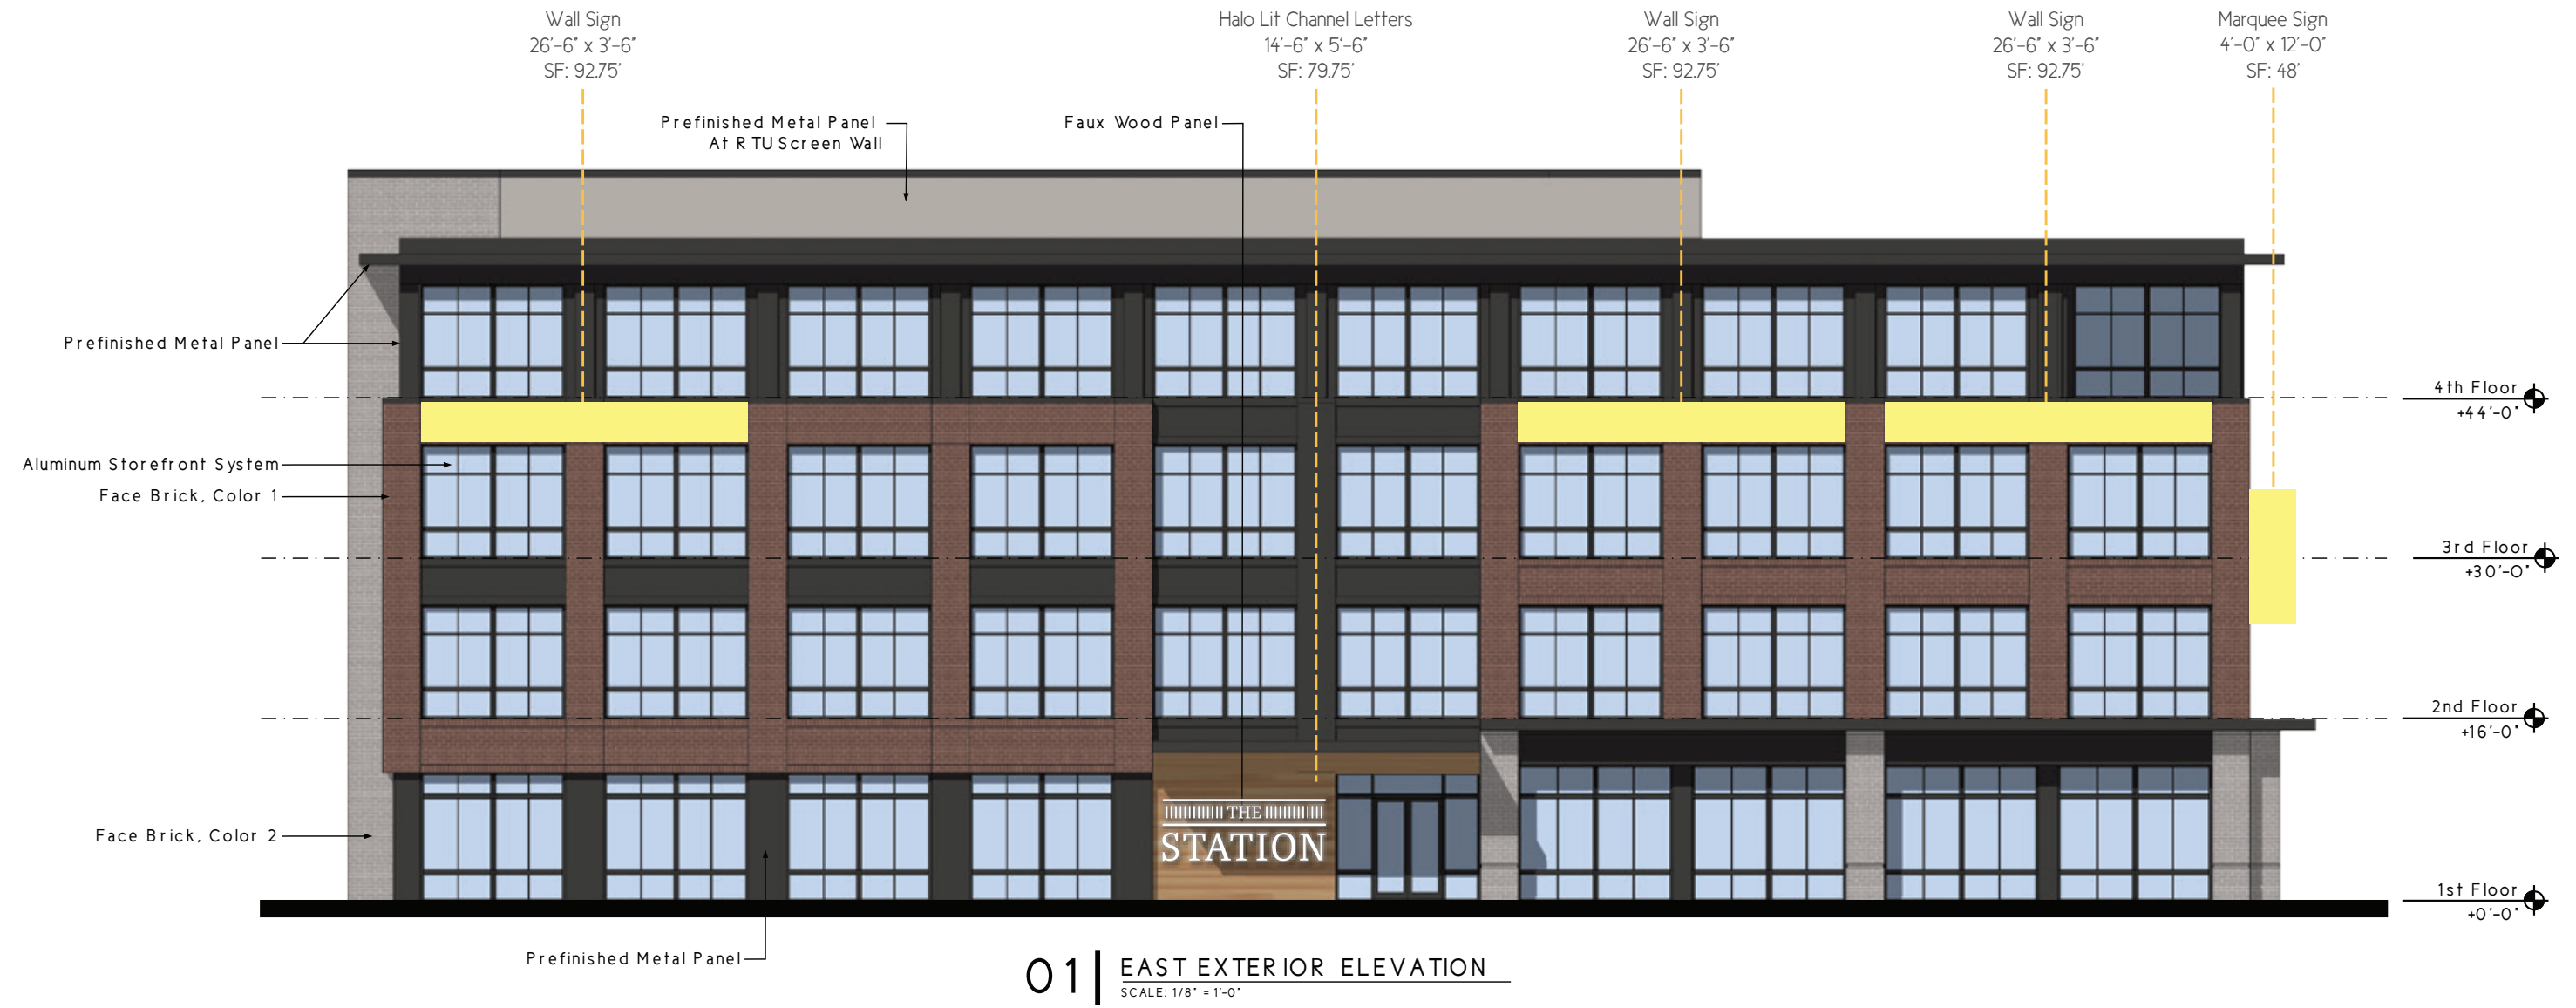 Wall Sign
26'-6" x 3'-6"
SF: 92.75'
Halo Lit Channel Letters
14'-6" x 5'-6"
SF: 79.75'
Wall Sign
26'-6" x 3'-6"
SF: 92.75'
Wall Sign
26'-6" x 3'-6"
SF: 92.75'
Marquee Sign
4'-0" x 12'-0"
SF: 48'
Prefinished Metal Panel
At RTU Screen Wall
Faux Wood Panel
Prefinished Metal Panel
4th Floor
+44'-0"
Aluminum Storefront System
Face Brick, Color 1
3rd Floor
+30'-0"
2nd Floor
+16'-0"
THE
STATION
Face Brick, Color 2
1st Floor
+0'-0"
Prefinished Metal Panel
01
EAST EXTERIOR ELEVATION
SCALE: 1/8" = 1'-0"